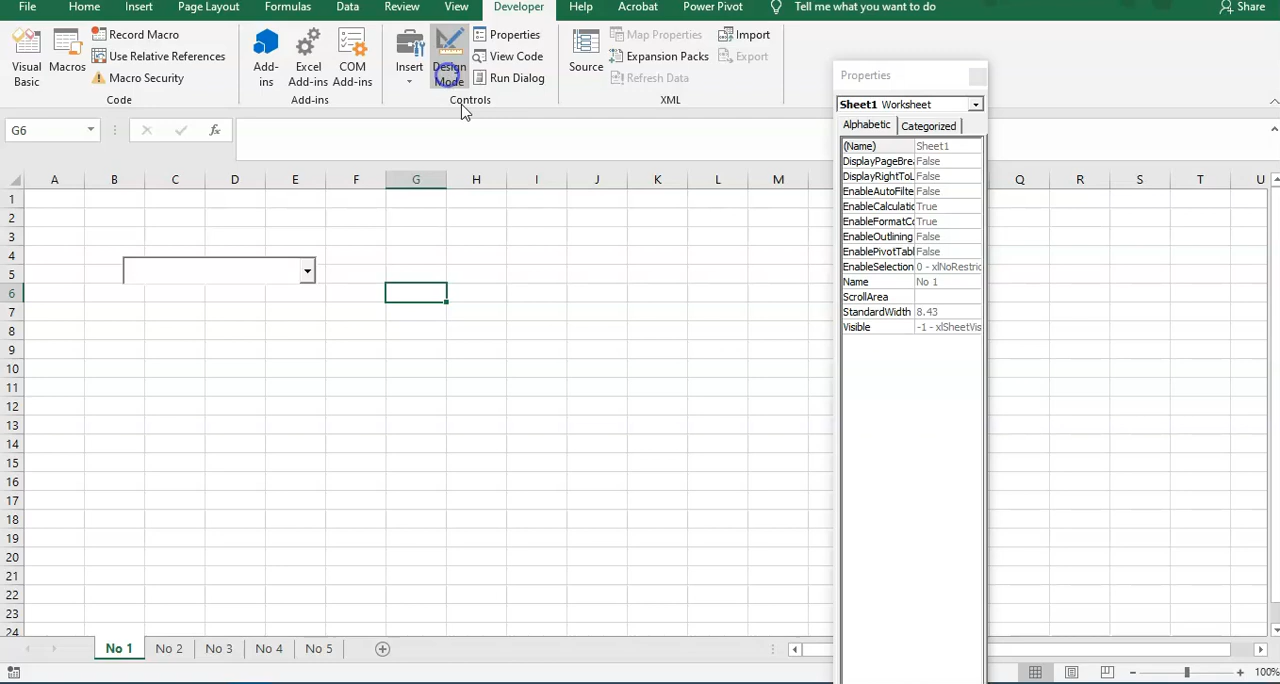 File Home Insert Page Layout Formulas Data Review View Developer Help Acrobat Power Pivot Tell me what you want to do Share
Visual Basic
Macros
Record Macro
Use Relative References
Macro Security
Code
Add-ins
Excel Add-ins
COM Add-ins
Add-ins
Insert
Design Mode
Properties
View Code
Run Dialog
Controls
Source
Map Properties
Expansion Packs
Refresh Data
Import
Export
XML
G6
fx
A B C D E F G H I J K L M Q R S T U
1
2
3
4
5
6
7
8
9
10
11
12
13
14
15
16
17
18
19
20
21
22
23
24
Properties
Sheet1 Worksheet
Alphabetic Categorized
(Name) Sheet1
DisplayPageBrea False
DisplayRightToL False
EnableAutoFilte False
EnableCalculatio True
EnableFormatCo True
EnableOutlining False
EnablePivotTabl False
EnableSelection 0 - xlNoRestric
Name No 1
ScrollArea
StandardWidth 8.43
Visible -1 - xlSheetVis
No 1 No 2 No 3 No 4 No 5
100%